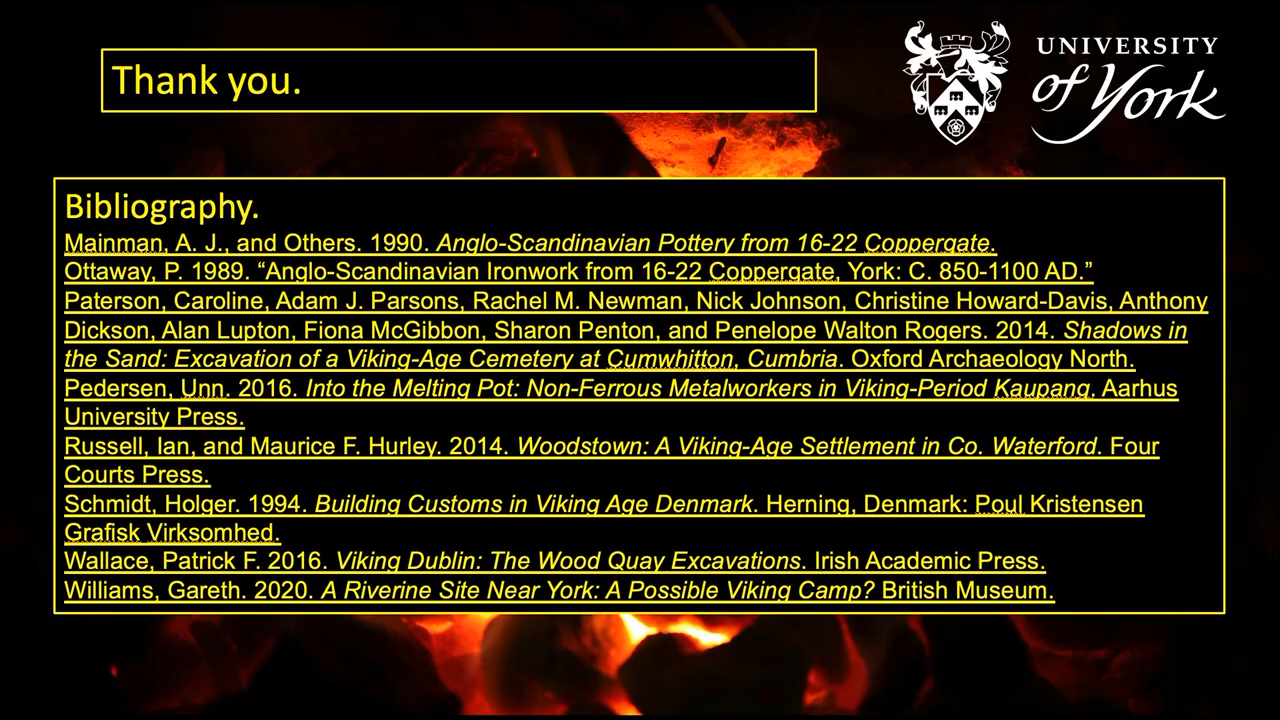 Thank you.
UNIVERSITY
of York
Bibliography.
Mainman, A. J., and Others. 1990. Anglo-Scandinavian Pottery from 16-22 Coppergate.
Ottaway, P. 1989. “Anglo-Scandinavian Ironwork from 16-22 Coppergate, York: C. 850-1100 AD.”
Paterson, Caroline, Adam J. Parsons, Rachel M. Newman, Nick Johnson, Christine Howard-Davis, Anthony
Dickson, Alan Lupton, Fiona McGibbon, Sharon Penton, and Penelope Walton Rogers. 2014. Shadows in
the Sand: Excavation of a Viking-Age Cemetery at Cumwhitton, Cumbria. Oxford Archaeology North.
Pedersen, Unn. 2016. Into the Melting Pot: Non-Ferrous Metalworkers in Viking-Period Kaupang. Aarhus
University Press.
Russell, Ian, and Maurice F. Hurley. 2014. Woodstown: A Viking-Age Settlement in Co. Waterford. Four
Courts Press.
Schmidt, Holger. 1994. Building Customs in Viking Age Denmark. Herning, Denmark: Poul Kristensen
Grafisk Virksomhed.
Wallace, Patrick F. 2016. Viking Dublin: The Wood Quay Excavations. Irish Academic Press.
Williams, Gareth. 2020. A Riverine Site Near York: A Possible Viking Camp? British Museum.